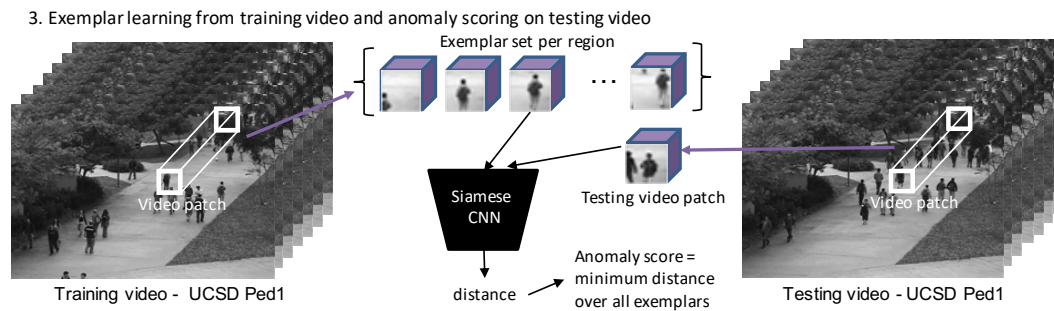 3. Exemplar learning from training video and anomaly scoring on testing video
Exemplar set per region
...
Video patch
Siamese
CNN
Testing video patch
Video patch
distance
Anomaly score =
minimum distance
over all exemplars
Training video - UCSD Ped1
Testing video - UCSD Ped1